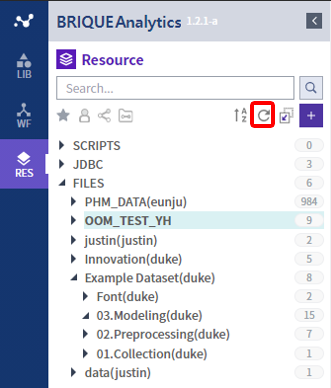 BRIQUEAnalytics 1.2.1-a
LIB
WF
RES
Resource
Search...
A
Z
SCRIPTS 0
JDBC 3
FILES 6
PHM_DATA(eunju) 984
OOM_TEST_YH 9
justin(justin) 2
Innovation(duke) 5
Example Dataset(duke) 8
Font(duke) 2
03.Modeling(duke) 15
02.Preprocessing(duke) 7
01.Collection(duke) 1
data(justin) 1